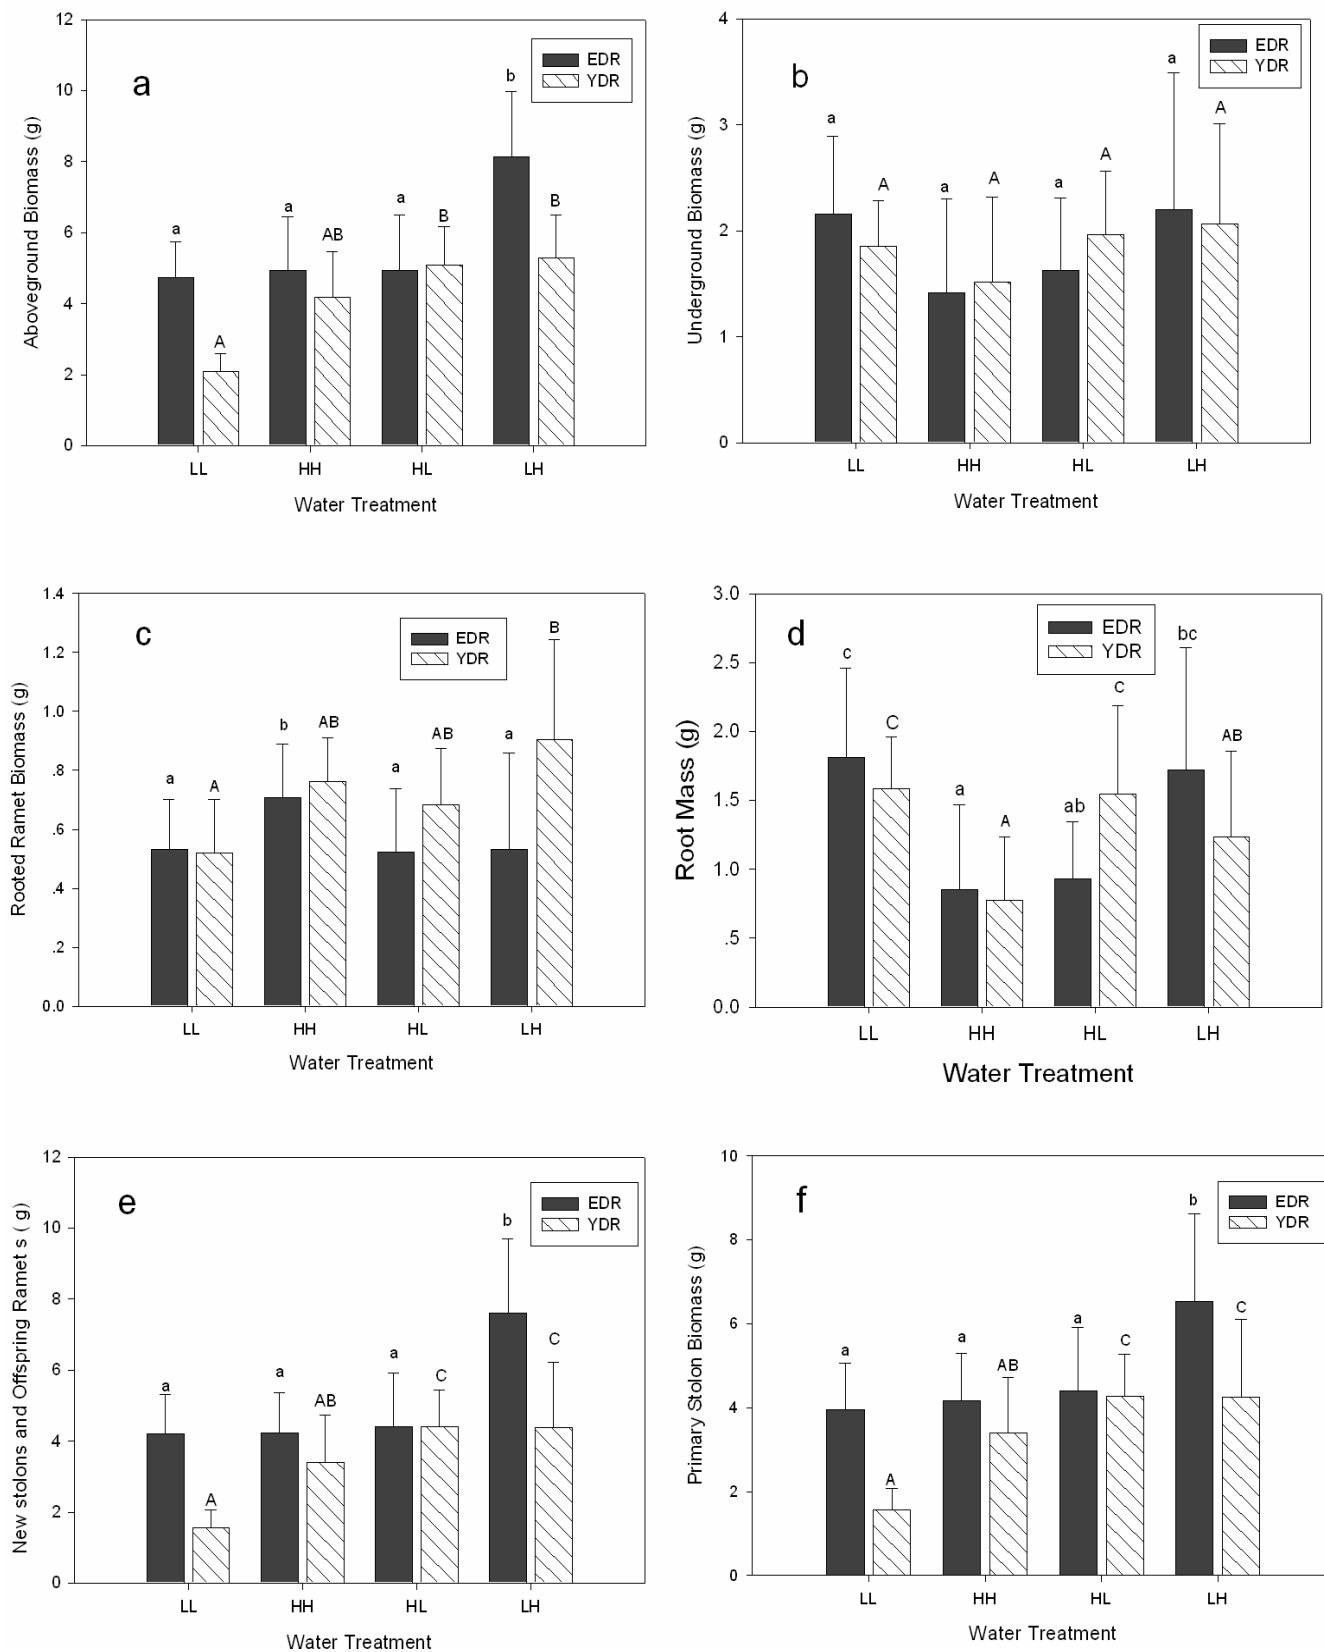 a
EDR
YDR
Aboveground Biomass (g)
12
10
8
6
4
2
0
a
A
a
AB
a
B
b
B
LL
HH
HL
LH
Water Treatment
b
EDR
YDR
Underground Biomass (g)
4
3
2
1
0
a
A
a
A
a
A
a
A
LL
HH
HL
LH
Water Treatment
c
EDR
YDR
Rooted Ramet Biomass (g)
1.4
1.2
1.0
.8
.6
.4
.2
0.0
a
A
b
AB
a
AB
a
B
LL
HH
HL
LH
Water Treatment
d
EDR
YDR
Root Mass (g)
3.0
2.5
2.0
1.5
1.0
.5
0.0
c
C
a
A
ab
C
bc
AB
LL
HH
HL
LH
Water Treatment
e
EDR
YDR
New stolons and Offspring Ramet s ( g)
12
10
8
6
4
2
0
a
A
a
AB
a
C
b
C
LL
HH
HL
LH
Water Treatment
f
EDR
YDR
Primary Stolon Biomass (g)
10
8
6
4
2
0
a
A
a
AB
a
C
b
C
LL
HH
HL
LH
Water Treatment